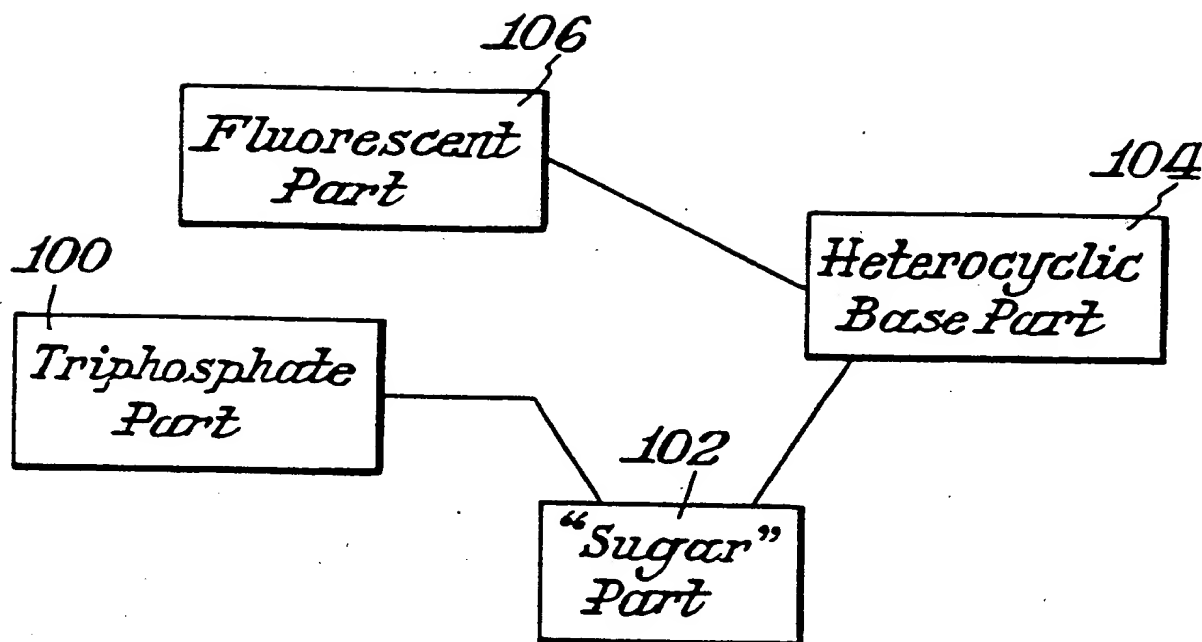 106
Fluorescent
Part
104
Heterocyclic
Base Part
100
Triphosphate
Part
102
“Sugar”
Part